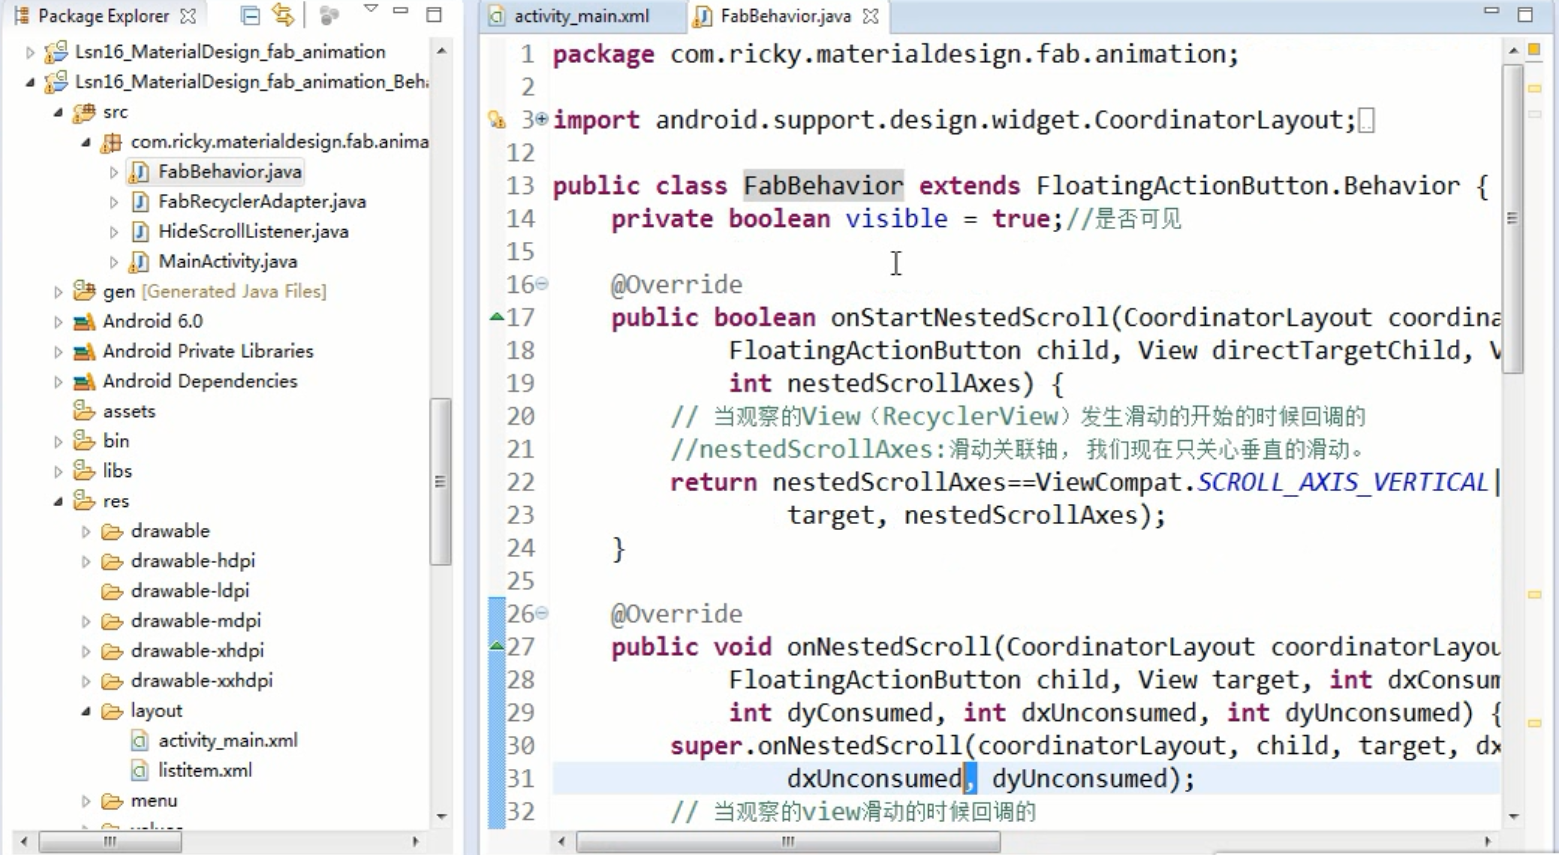 Package Explorer
Lsn16_MaterialDesign_fab_animation
Lsn16_MaterialDesign_fab_animation_Beha
src
com.ricky.materialdesign.fab.anima
FabBehavior.java
FabRecyclerAdapter.java
HideScrollListener.java
MainActivity.java
gen [Generated Java Files]
Android 6.0
Android Private Libraries
Android Dependencies
assets
bin
libs
res
drawable
drawable-hdpi
drawable-ldpi
drawable-mdpi
drawable-xhdpi
drawable-xxhdpi
layout
activity_main.xml
listitem.xml
menu
activity_main.xml FabBehavior.java
1 package com.ricky.materialdesign.fab.animation;
2
3 import android.support.design.widget.CoordinatorLayout;
12
13 public class FabBehavior extends FloatingActionButton.Behavior {
14 private boolean visible = true;//是否可见
15
16 @Override
17 public boolean onStartNestedScroll(CoordinatorLayout coordina
18 FloatingActionButton child, View directTargetChild, V
19 int nestedScrollAxes) {
20 // 当观察的View（RecyclerView）发生滑动的开始的时候回调的
21 //nestedScrollAxes:滑动关联轴，我们现在只关心垂直的滑动。
22 return nestedScrollAxes==ViewCompat.SCROLL_AXIS_VERTICAL|
23 target, nestedScrollAxes);
24 }
25
26 @Override
27 public void onNestedScroll(CoordinatorLayout coordinatorLayou
28 FloatingActionButton child, View target, int dxConsum
29 int dyConsumed, int dxUnconsumed, int dyUnconsumed) {
30 super.onNestedScroll(coordinatorLayout, child, target, dx
31 dxUnconsumed, dyUnconsumed);
32 // 当观察的view滑动的时候回调的